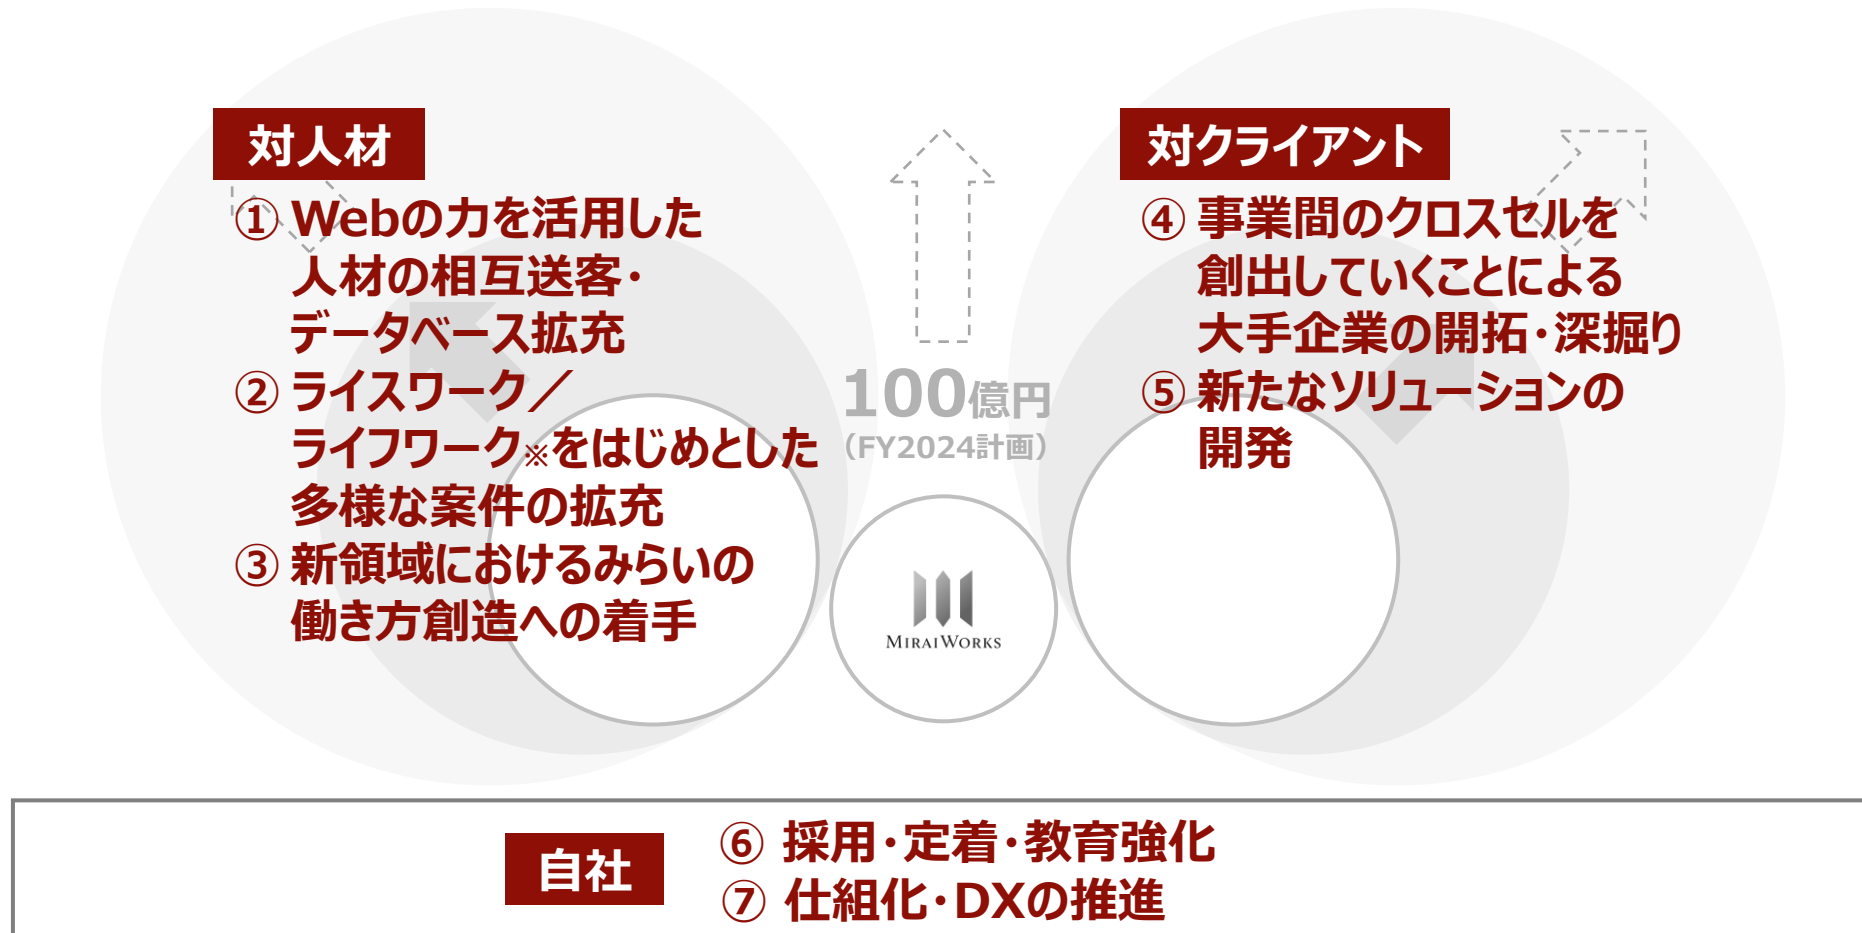 対人材
① Webの力を活用した
人材の相互送客・
データベース拡充
② ライスワーク／
ライフワーク※をはじめとした
多様な案件の拡充
③ 新領域におけるみらいの
働き方創造への着手
100億円
（FY2024計画）
MIRAIWORKS
対クライアント
④ 事業間のクロスセルを
創出していくことによる
大手企業の開拓・深掘り
⑤ 新たなソリューションの
開発
自社
⑥ 採用・定着・教育強化
⑦ 仕組化・DXの推進